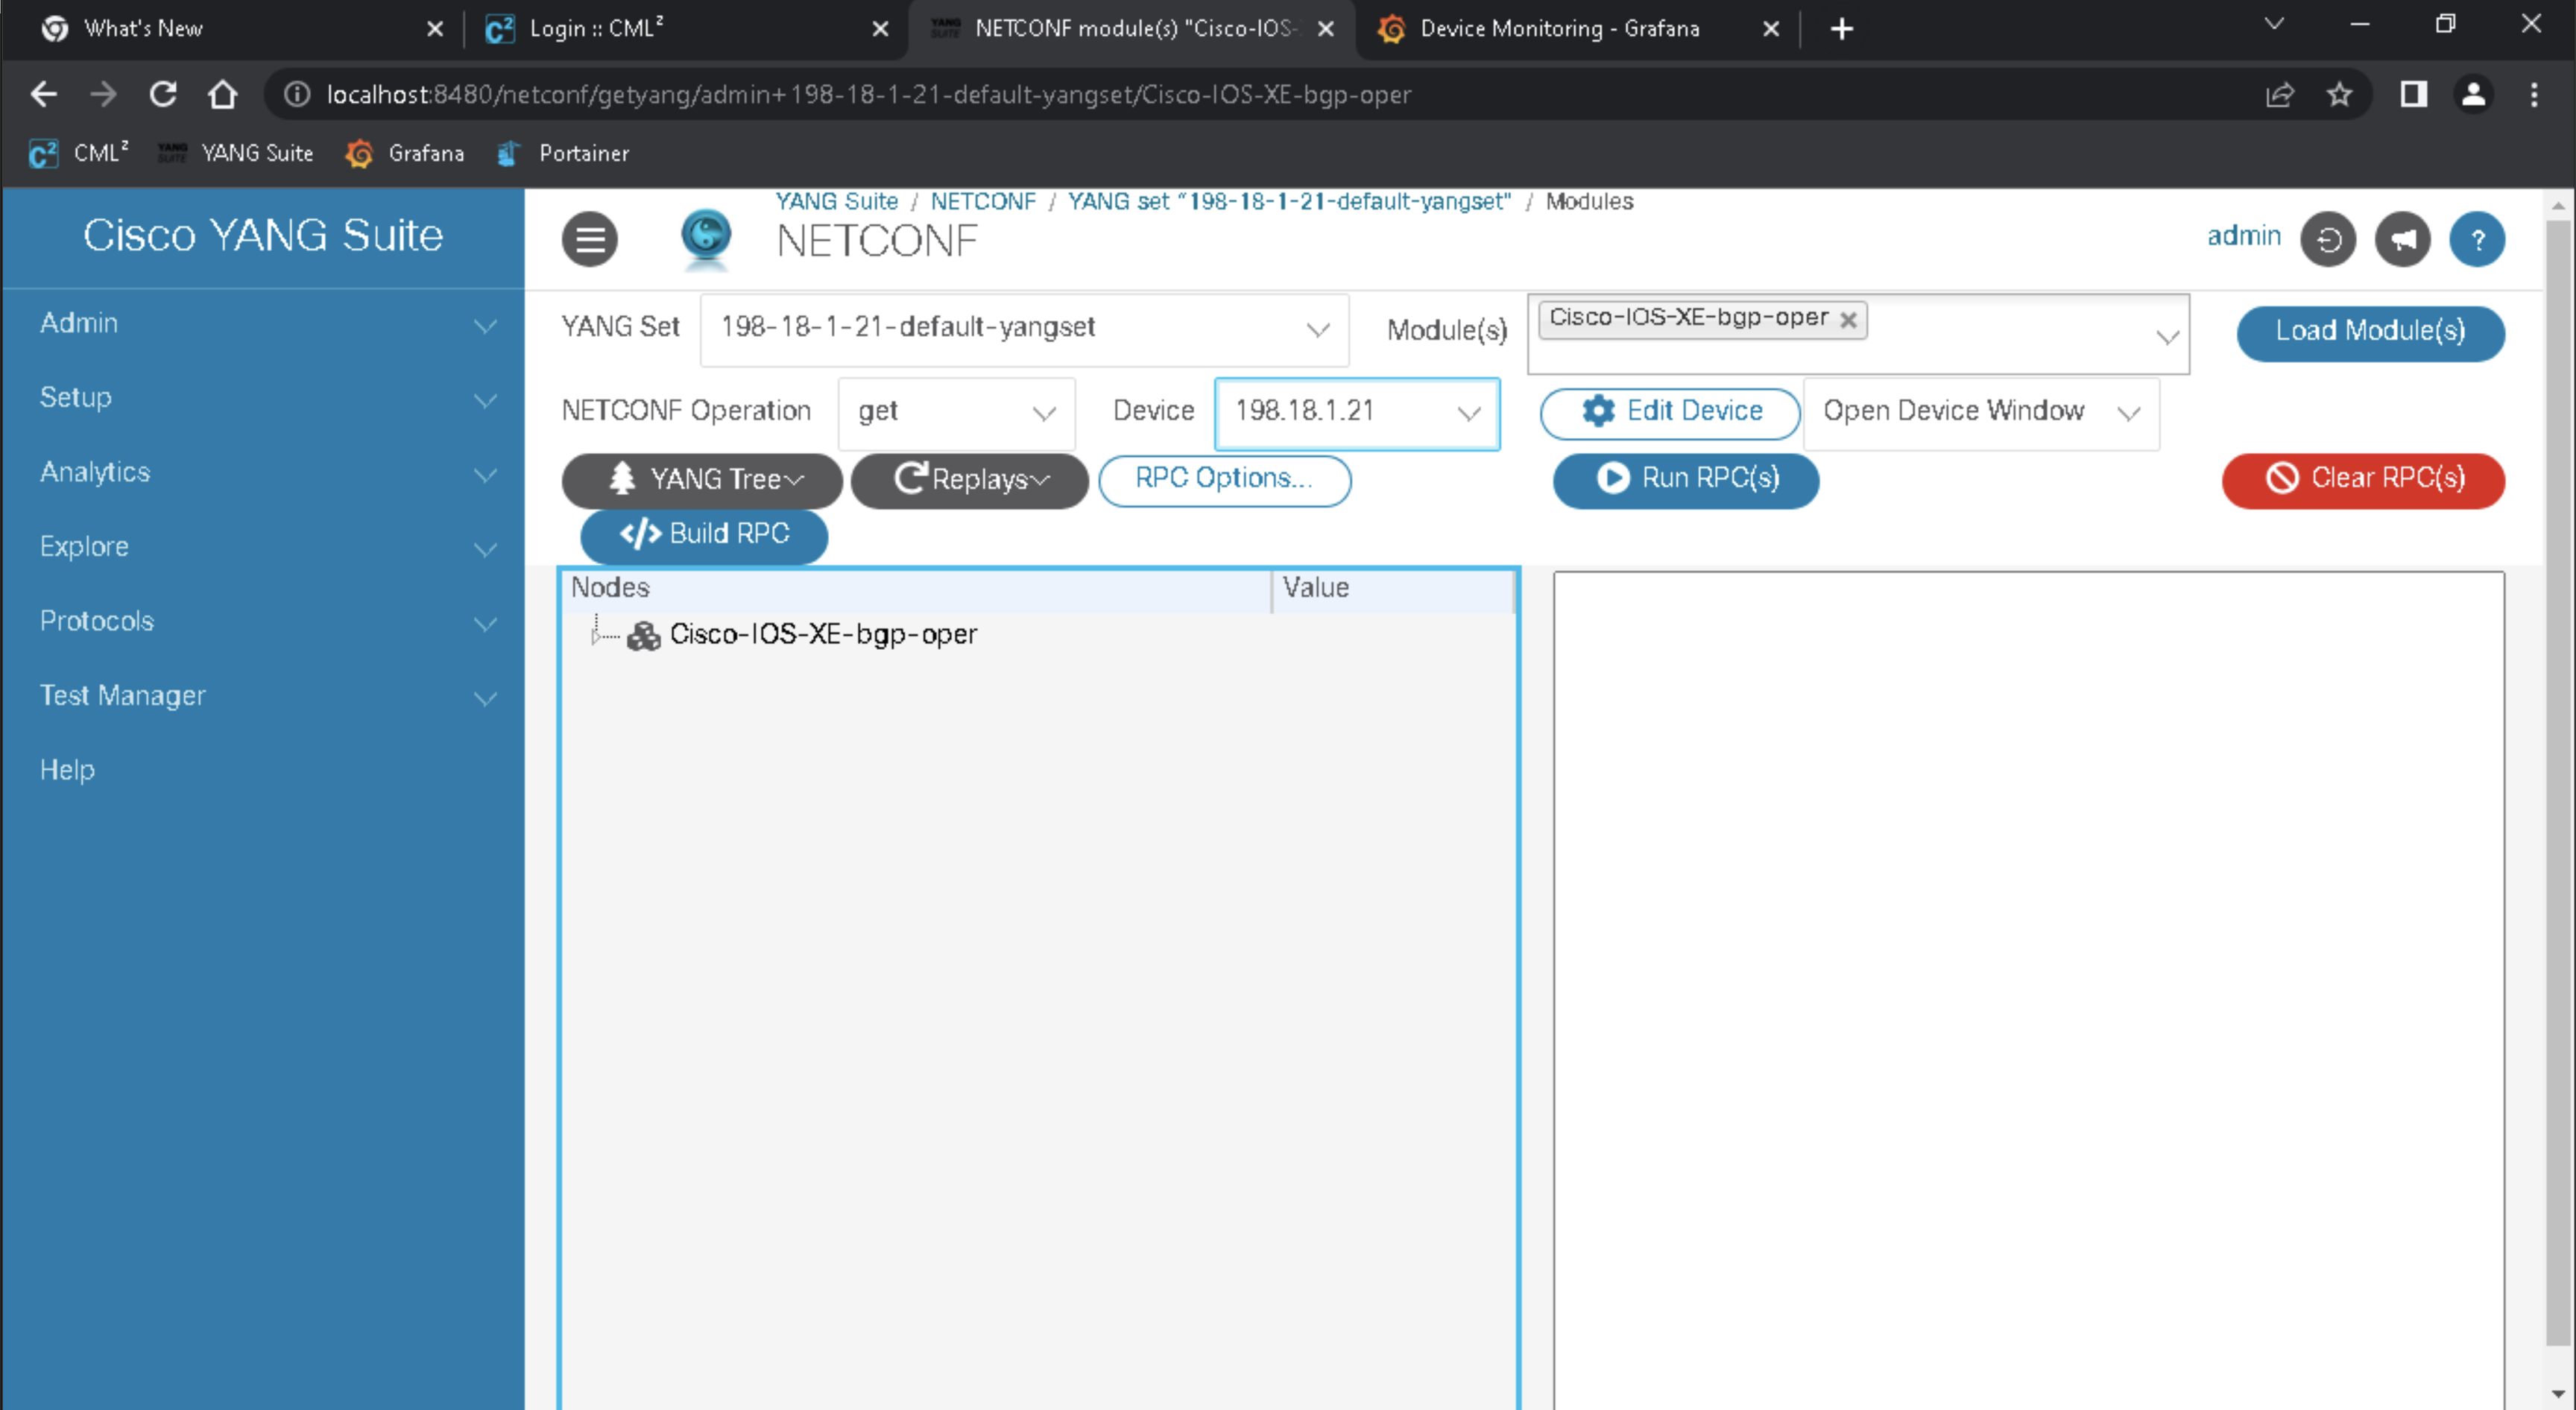 What's New
Login :: CML²
YANG SUITE
NETCONF module(s) "Cisco-IOS-
Device Monitoring - Grafana
localhost:8480/netconf/getyang/admin+198-18-1-21-default-yangset/Cisco-IOS-XE-bgp-oper
C² CML²
YANG SUITE YANG Suite
Grafana
Portainer
Cisco YANG Suite
Admin
Setup
Analytics
Explore
Protocols
Test Manager
Help
YANG Suite / NETCONF / YANG set "198-18-1-21-default-yangset" / Modules
NETCONF
admin
?
YANG Set 198-18-1-21-default-yangset Module(s) Cisco-IOS-XE-bgp-oper Load Module(s)
NETCONF Operation get Device 198.18.1.21 Edit Device Open Device Window
YANG Tree Replays RPC Options... Run RPC(s) Clear RPC(s)
</> Build RPC
Nodes Value
Cisco-IOS-XE-bgp-oper